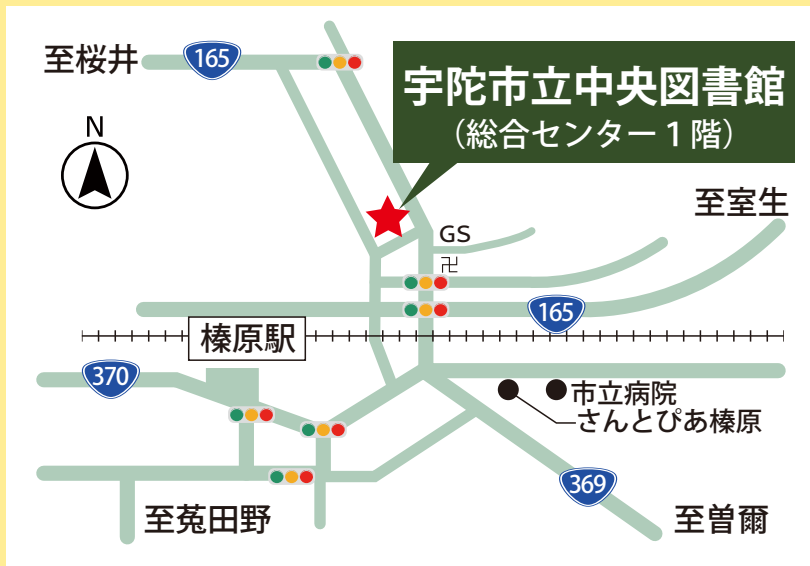 至桜井
165
宇陀市立中央図書館
（総合センター１階）
N
至室生
GS
卍
165
榛原駅
370
市立病院
さんとぴあ榛原
369
至菟田野
至曽爾